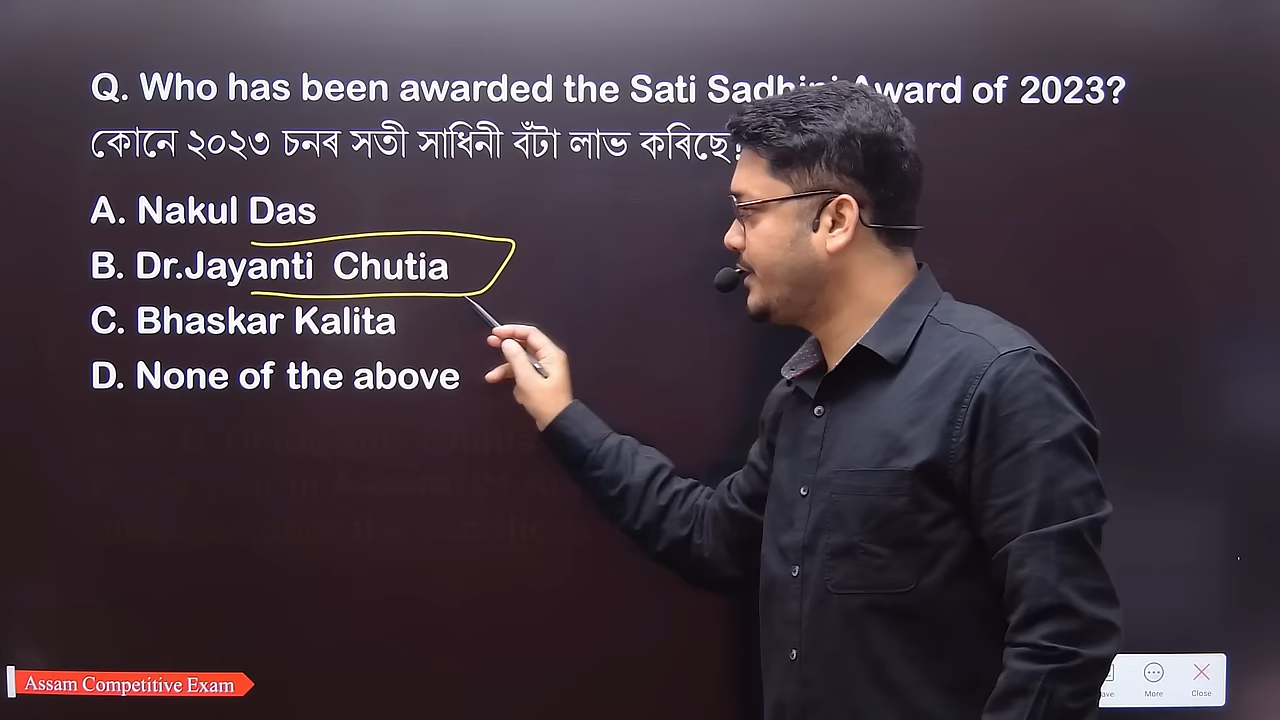 Q. Who has been awarded the Sati Sadhini Award of 2023?
কোনে ২০২৩ চনৰ সতী সাধিনী বঁটা লাভ কৰিছে?
A. Nakul Das
B. Dr.Jayanti Chutia
C. Bhaskar Kalita
D. None of the above
Assam Competitive Exam
More Close